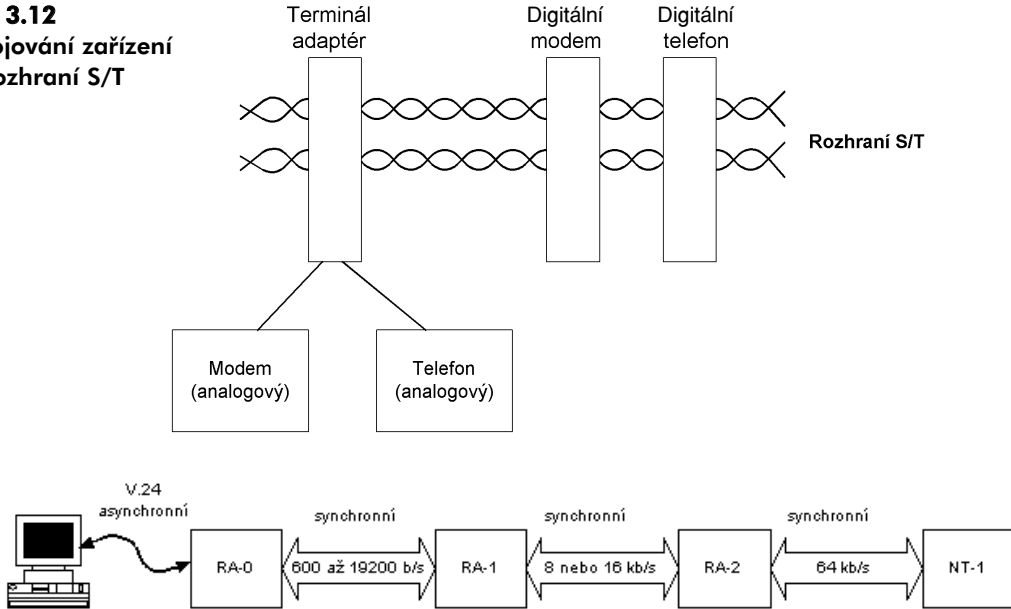 3.12
ojování zařízení
ozhraní S/T
Terminál
adaptér
Digitální
modem
Digitální
telefon
Rozhraní S/T
Modem
(analogový)
Telefon
(analogový)
V.24
asynchronní
synchronní
synchronní
synchronní
RA-0
600 až 19200 b/s
RA-1
8 nebo 16 kb/s
RA-2
64 kb/s
NT-1